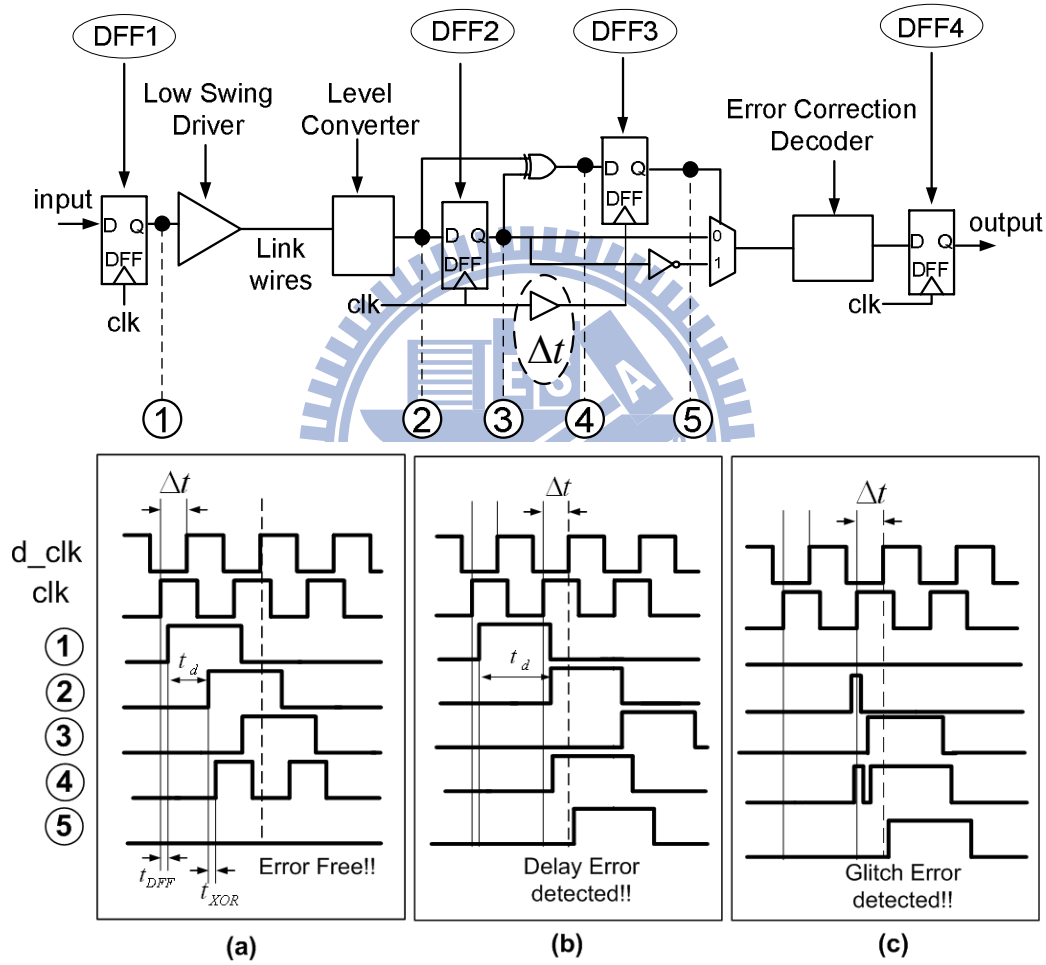 DFF1
DFF2
DFF3
DFF4
Low Swing
Driver
Level
Converter
Error Correction
Decoder
input
D Q
DFF
clk
Link
wires
D Q
DFF
clk
Δt
D Q
DFF
0
1
D Q
DFF
clk
output
ESA
1
2
3
4
5
d_clk
clk
1
2
3
4
5
Δt
t_d
t_DFF
t_XOR
Error Free!!
(a)
Δt
t_d
Delay Error
detected!!
(b)
Δt
Glitch Error
detected!!
(c)